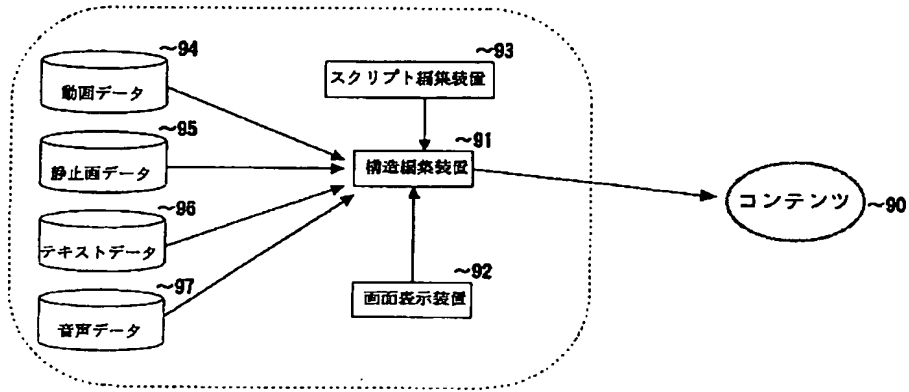 ~94
動画データ
~95
静止画データ
~96
テキストデータ
~97
音声データ
~93
スクリプト編集装置
~91
構造編集装置
~92
画面表示装置
コンテンツ
~90